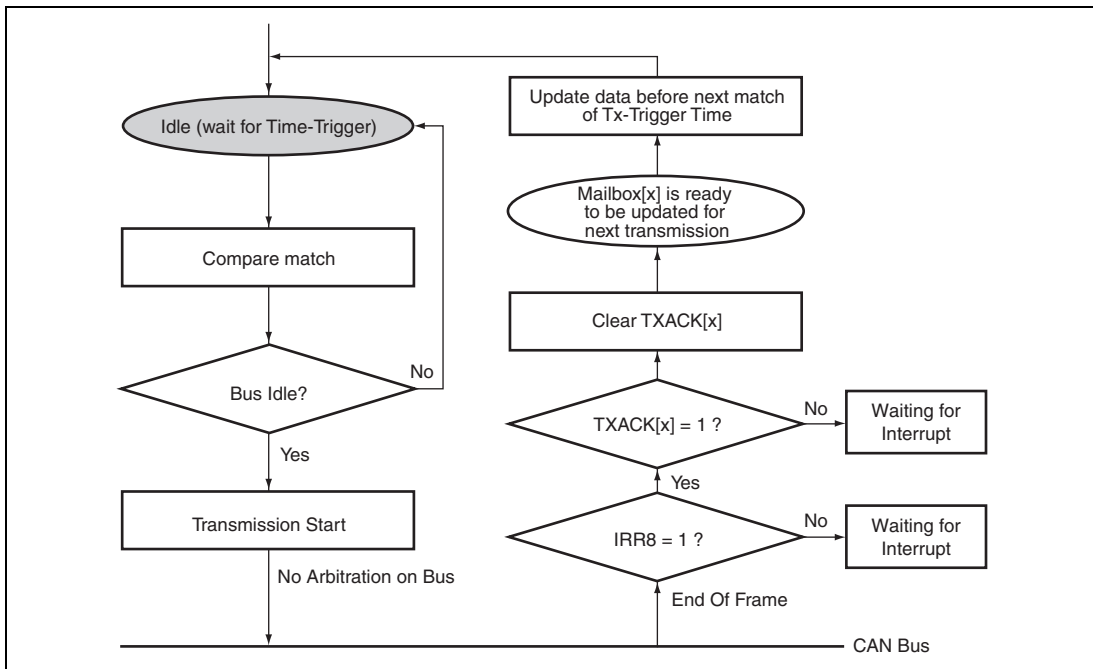 Idle (wait for Time-Trigger)
Compare match
Bus Idle?
No
Yes
Transmission Start
No Arbitration on Bus
Update data before next match
of Tx-Trigger Time
Mailbox[x] is ready
to be updated for
next transmission
Clear TXACK[x]
TXACK[x] = 1 ?
No
Waiting for
Interrupt
Yes
IRR8 = 1 ?
No
Waiting for
Interrupt
End Of Frame
CAN Bus